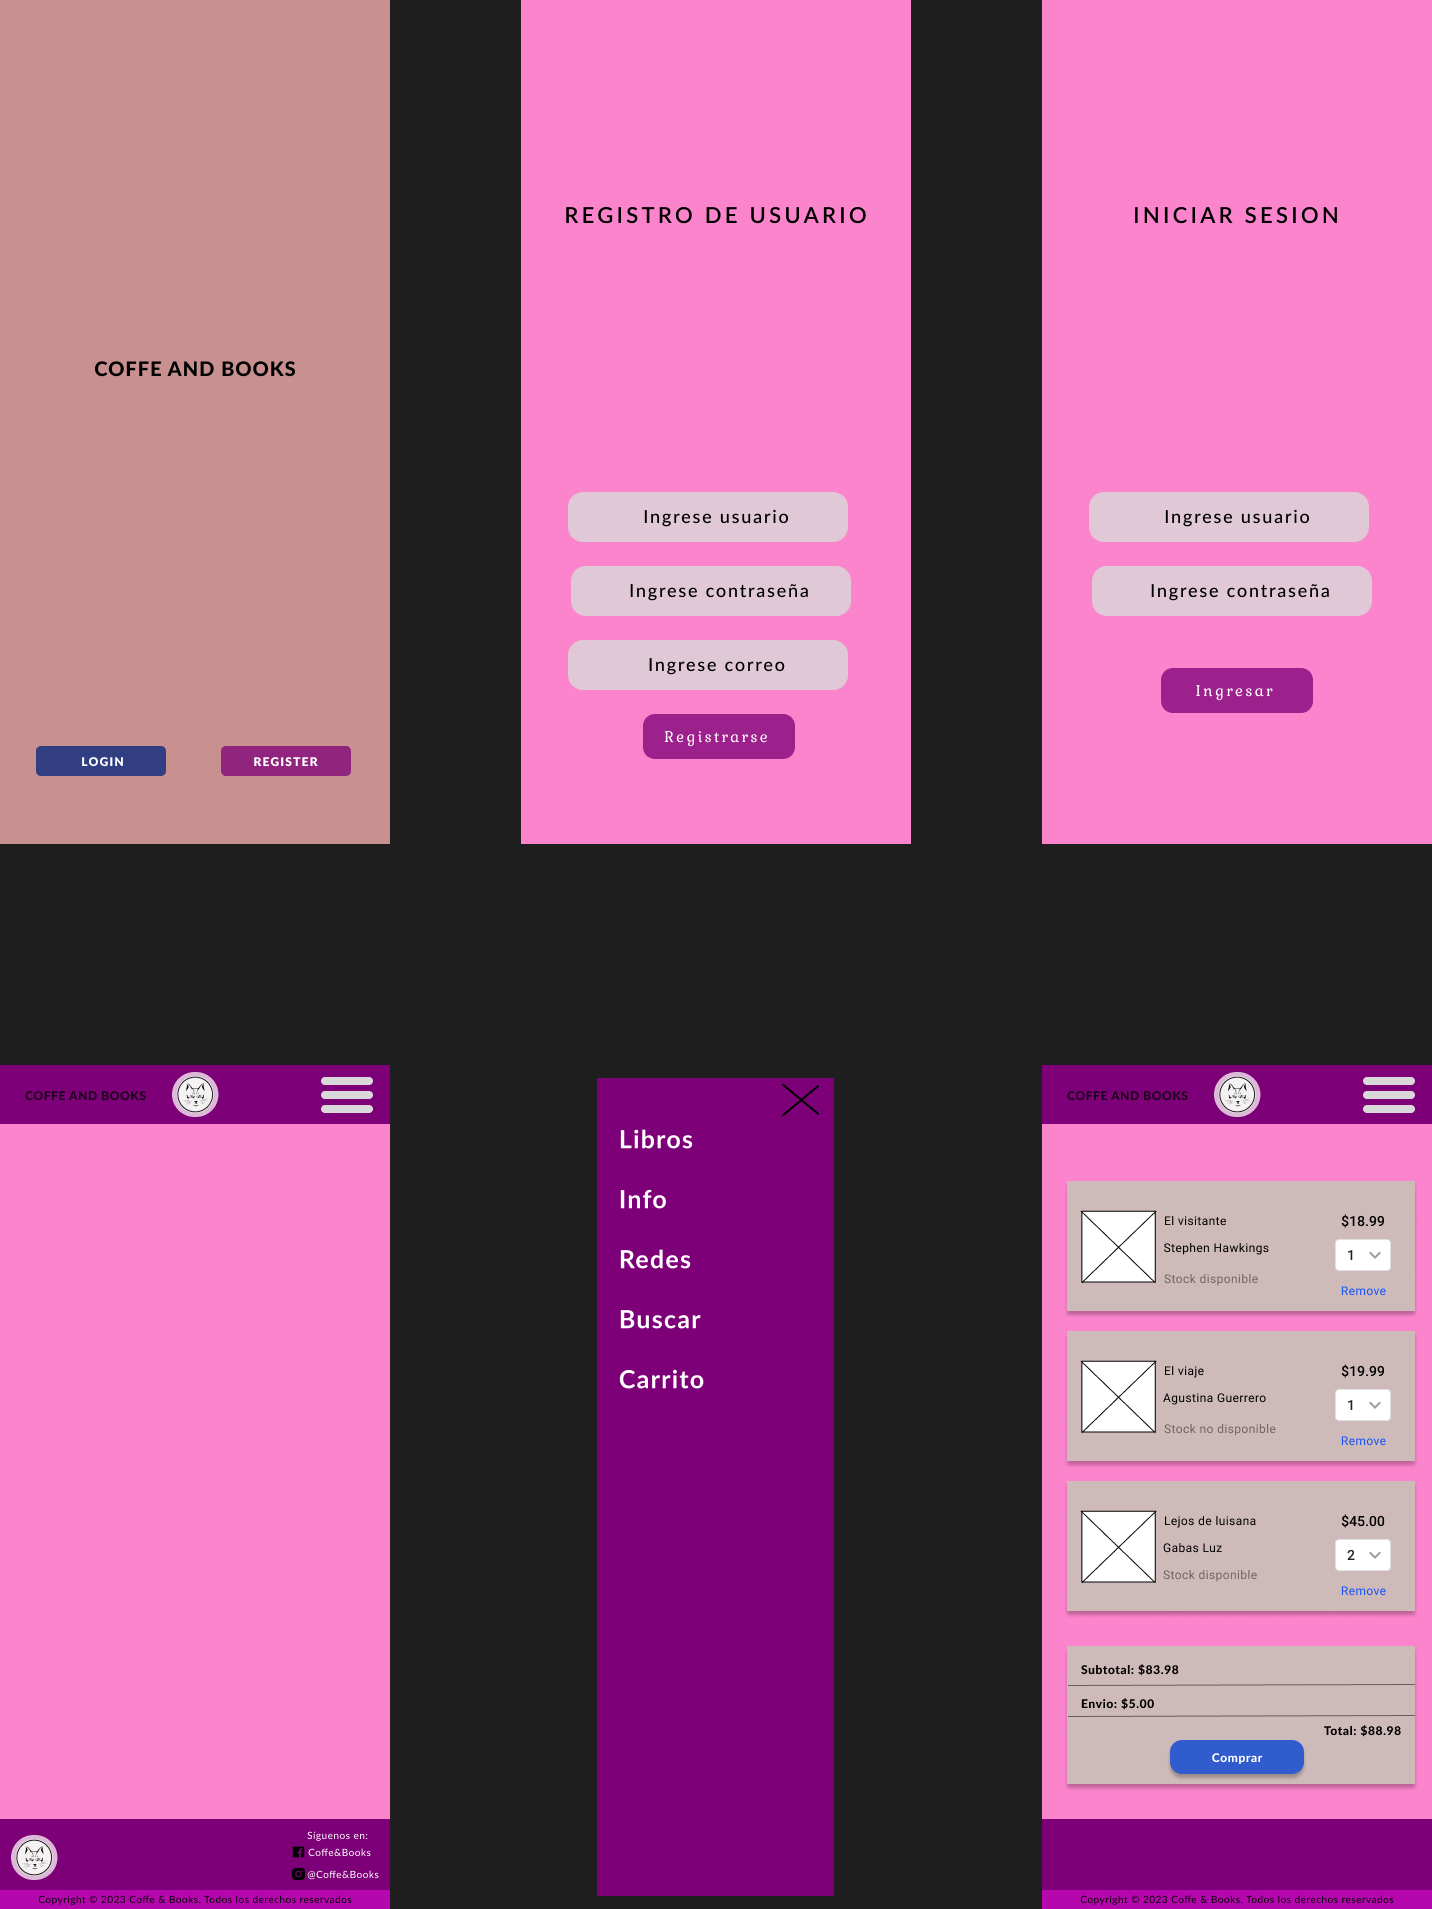 COFFE AND BOOKS
LOGIN
REGISTER
REGISTRO DE USUARIO
Ingrese usuario
Ingrese contraseña
Ingrese correo
Registrarse
INICIAR SESION
Ingrese usuario
Ingrese contraseña
Ingresar
COFFE AND BOOKS
Síguenos en:
Coffe&Books
@Coffe&Books
Copyright © 2023 Coffe & Books. Todos los derechos reservados
Libros
Info
Redes
Buscar
Carrito
COFFE AND BOOKS
El visitante
$18.99
Stephen Hawkings
1
Stock disponible
Remove
El viaje
$19.99
Agustina Guerrero
1
Stock no disponible
Remove
Lejos de luisana
$45.00
Gabas Luz
2
Stock disponible
Remove
Subtotal: $83.98
Envio: $5.00
Total: $88.98
Comprar
Copyright © 2023 Coffe & Books. Todos los derechos reservados